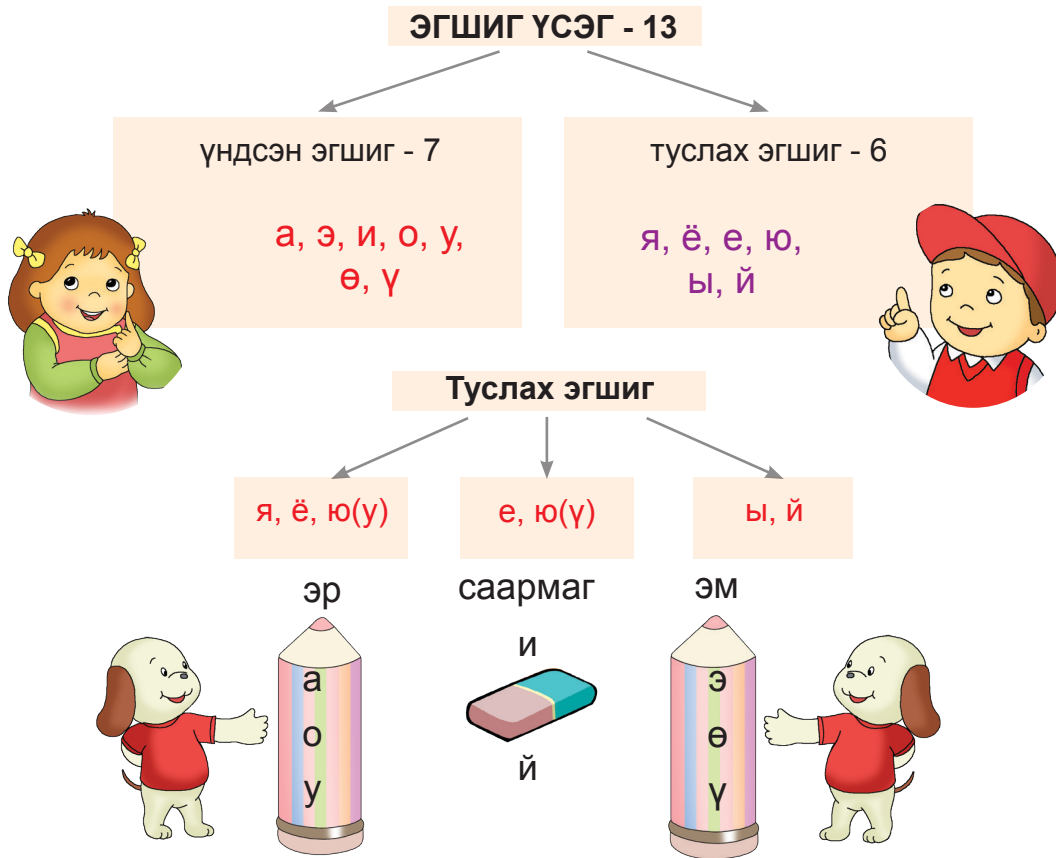 ЭГШИГ ҮСЭГ - 13
үндсэн эгшиг - 7
а, э, и, о, у,
ө, ү
туслах эгшиг - 6
я, ё, е, ю,
ы, й
Туслах эгшиг
я, ё, ю(у)
е, ю(ү)
ы, й
эр
саармаг
эм
а
о
у
и
й
э
ө
ү